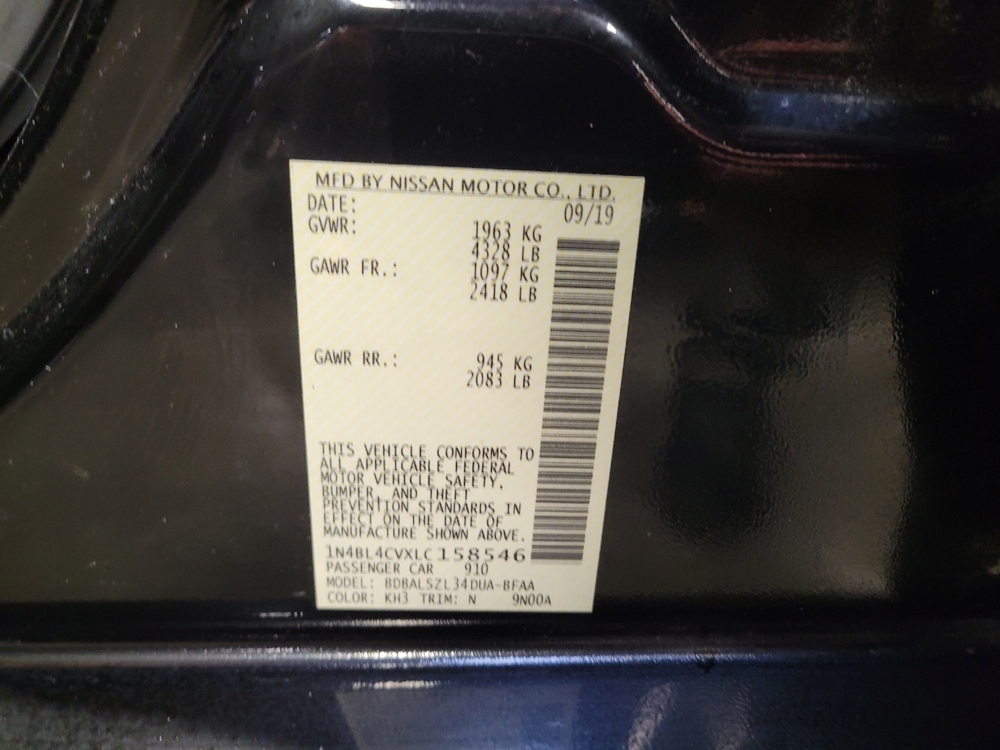 MFD BY NISSAN MOTOR CO., LTD.
DATE: 09/19
GVWR: 1963 KG
4328 LB
GAWR FR.: 1097 KG
2418 LB
GAWR RR.: 945 KG
2083 LB
THIS VEHICLE CONFORMS TO
ALL APPLICABLE FEDERAL
MOTOR VEHICLE SAFETY,
BUMPER, AND THEFT
PREVENTION STANDARDS IN
EFFECT ON THE DATE OF
MANUFACTURE SHOWN ABOVE.
1N4BL4CVXLC158546
PASSENGER CAR 910
MODEL: BDBALSZL34DUA-BFAA
COLOR: KH3 TRIM: N 9N00A